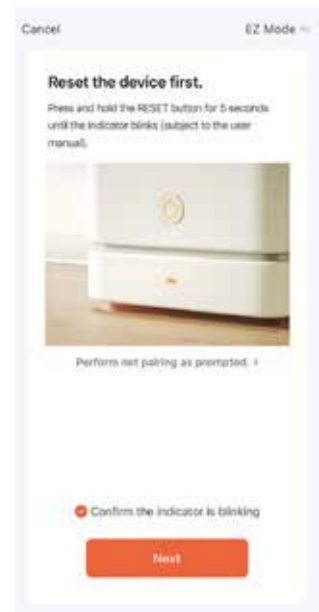 Cancel
EZ Mode
Reset the device first.
Press and hold the RESET button for 5 seconds
until the indicator blinks (subject to the user
manual).
Perform net pairing as prompted. >
Confirm the indicator is blinking
Next